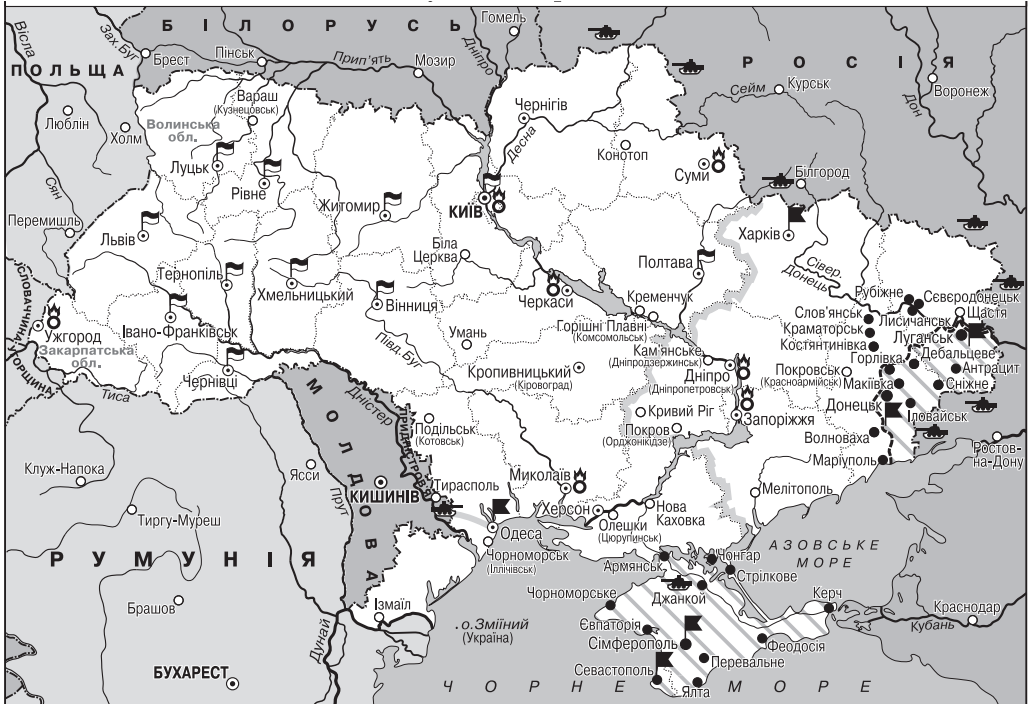 БІЛОРУСЬ
Гомель
Вісла
Зах.Буг
Брест
Пінськ
Прип'ять
Мозир
Дніпро
ПОЛЬЩА
РОСІЯ
Курськ
Сейм
Воронеж
Дон
Люблін
Холм
Волинська
обл.
Вараш
(Кузнецовськ)
Чернігів
Десна
Конотоп
Суми
Луцьк
Рівне
Житомир
КИЇВ
Білгород
Сян
Перемишль
Львів
Тернопіль
Хмельницький
Біла
Церква
Вінниця
Черкаси
Полтава
Харків
Сівер.
Донець
Кременчук
Горішні Плавні
(Комсомольськ)
Рубіжне
Сєвєродонецьк
Лисичанськ
Щастя
Слов'янськ
Краматорськ
Костянтинівка
Луганськ
Дебальцеве
Антрацит
СЛОВАЧЧИНА
Ужгород
Закарпатська
обл.
УГОРЩИНА
Тиса
Івано-Франківськ
Чернівці
Умань
Півд.Буг
Кропивницький
(Кіровоград)
Кам'янське
(Дніпродзержинськ)
Дніпро
(Дніпропетровськ)
Покровськ
(Красноармійськ)
Горлівка
Макіївка
Сніжне
Донецьк
Іловайськ
Запоріжжя
Кривий Ріг
Покров
(Орджонікідзе)
Волноваха
Маріуполь
Ростов-
на-Дону
МОЛДОВА
Дністер
ПРИДНІСТРОВ'Я
Подільськ
(Котовськ)
Клуж-Напока
Ясси
Прут
КИШИНІВ
Тирасполь
Миколаїв
Херсон
Нова
Каховка
Олешки
(Цюрупинськ)
Мелітополь
Тиргу-Муреш
РУМУНІЯ
Одеса
Чорноморськ
(Іллічівськ)
АЗОВСЬКЕ
МОРЕ
Армянськ
Чонгар
Стрілкове
Чорноморське
Джанкой
Керч
Краснодар
Кубань
Брашов
Ізмаїл
Дунай
о.Зміїний
(Україна)
Євпаторія
Сімферополь
Феодосія
Перевальне
Севастополь
Ялта
БУХАРЕСТ
ЧОРНЕ МОРЕ